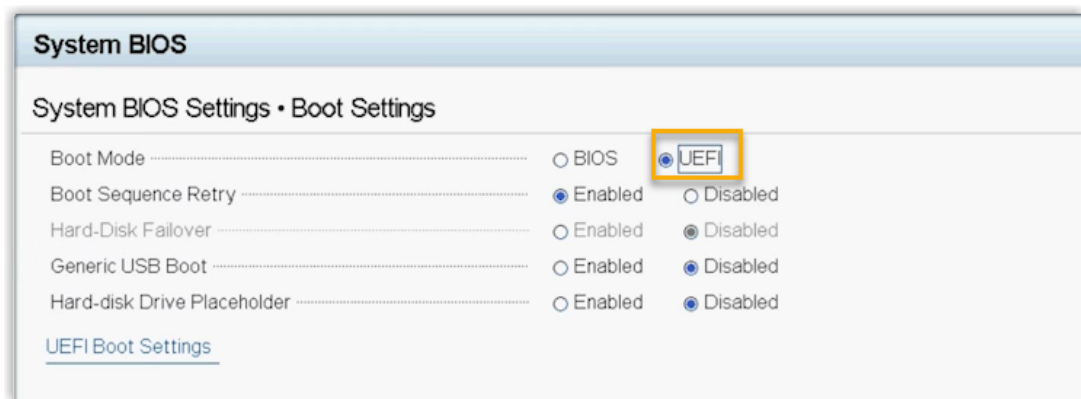 System BIOS
System BIOS Settings • Boot Settings
Boot Mode BIOS UEFI
Boot Sequence Retry Enabled Disabled
Hard-Disk Failover Enabled Disabled
Generic USB Boot Enabled Disabled
Hard-disk Drive Placeholder Enabled Disabled
UEFI Boot Settings